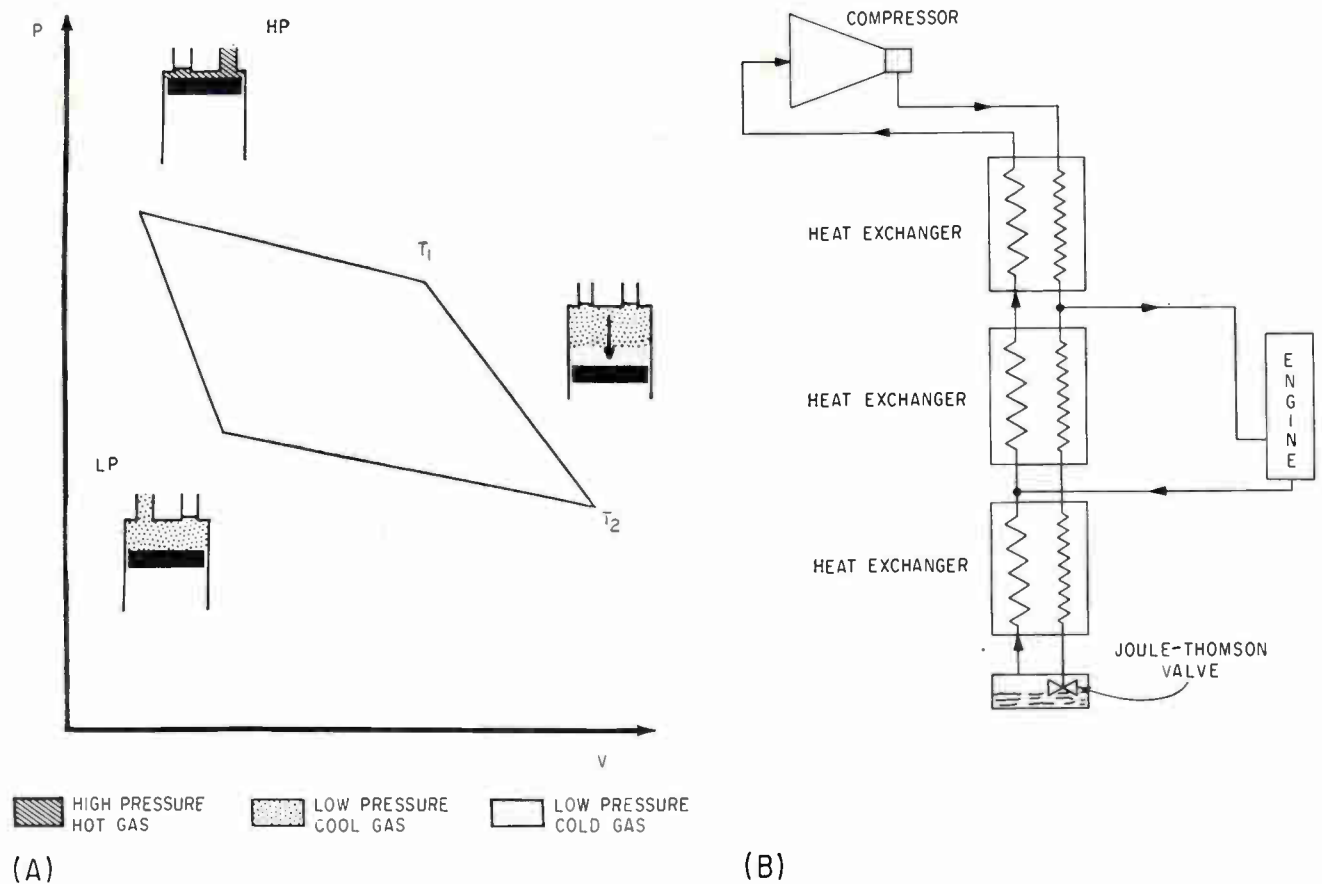 P
HP
T1
LP
T2
V
HIGH PRESSURE
HOT GAS
LOW PRESSURE
COOL GAS
LOW PRESSURE
COLD GAS
(A)
COMPRESSOR
HEAT EXCHANGER
HEAT EXCHANGER
ENGINE
HEAT EXCHANGER
JOULE-THOMSON
VALVE
(B)